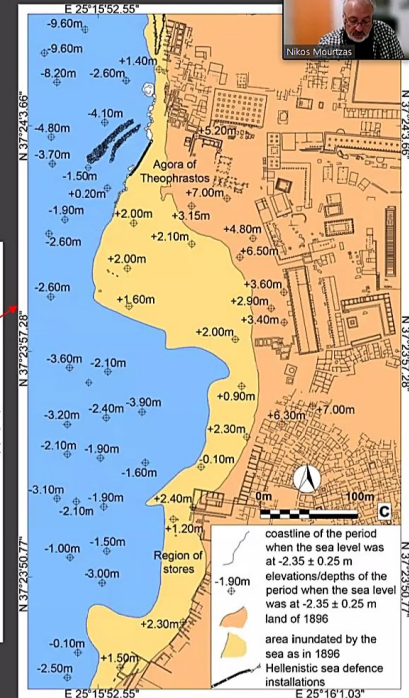 E 25°15'52.55"
Nikos Mourtzas
-9.60m
-9.60m
+1.40m
-8.20m
-2.60m
N 37°24'3.66"
N 37°24'3.66"
-4.10m
-4.80m
+5.20m
-3.70m
Agora of
Theophrastos
-1.50m
+0.20m
+7.00m
-1.90m
+2.00m
+3.15m
+4.80m
-2.60m
+2.10m
+6.50m
+2.00m
+3.60m
-2.60m
+1.60m
+2.90m
+3.40m
+2.00m
N 37°23'57.28"
N 37°23'57.28"
-3.60m
-2.10m
+0.90m
-3.90m
-2.40m
-3.20m
+6.30m
+7.00m
+2.30m
-2.10m
-1.90m
-0.10m
-1.60m
-3.10m
-1.90m
+2.40m
0m
100m
-2.10m
C
+1.20m
-1.50m
-1.00m
Region of
stores
N 37°23'50.77"
N 37°23'50.77"
-3.00m
+2.30m
-0.10m
+1.50m
-2.50m
coastline of the period
when the sea level was
at -2.35 ± 0.25 m
-1.90m
elevations/depths of the
period when the sea level
was at -2.35 ± 0.25 m
land of 1896
area inundated by the
sea as in 1896
Hellenistic sea defence
installations
E 25°15'52.55"
E 25°16'1.03"